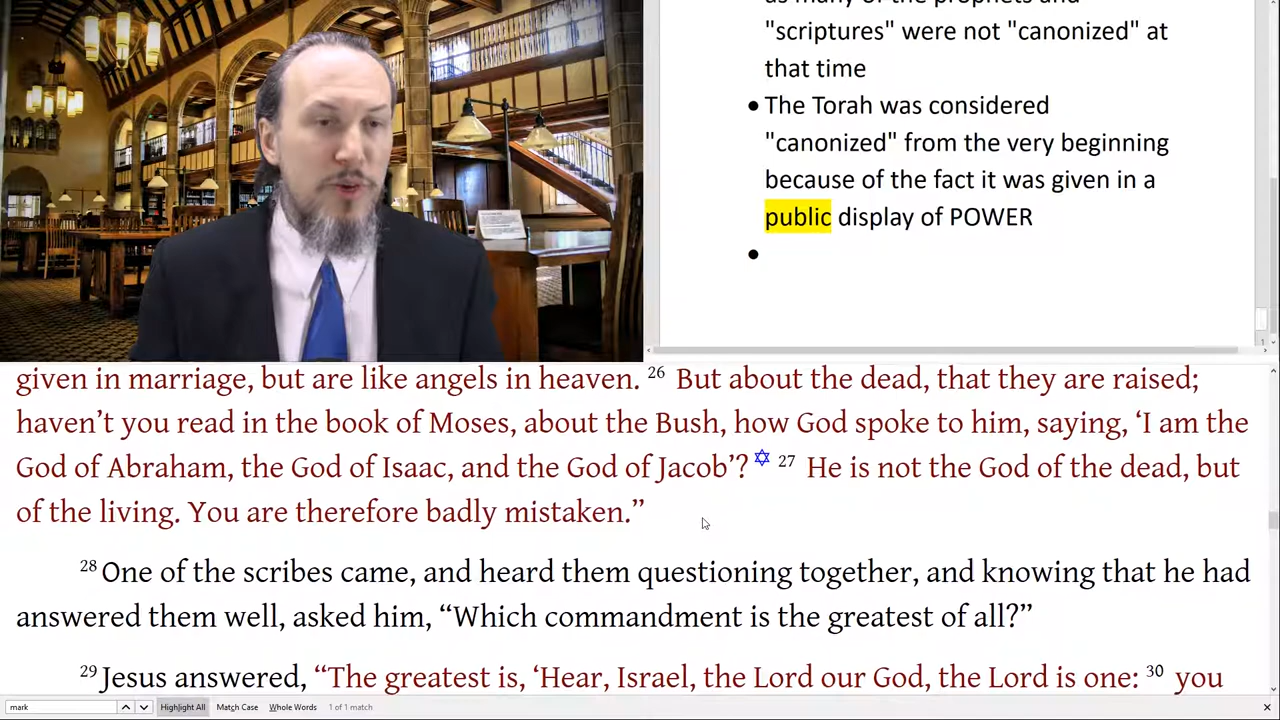 as many of the prophets and
"scriptures" were not "canonized" at
that time
• The Torah was considered
"canonized" from the very beginning
because of the fact it was given in a
public display of POWER
•
given in marriage, but are like angels in heaven. 26 But about the dead, that they are raised;
haven’t you read in the book of Moses, about the Bush, how God spoke to him, saying, ‘I am the
God of Abraham, the God of Isaac, and the God of Jacob’?✡ 27 He is not the God of the dead, but
of the living. You are therefore badly mistaken.”
28 One of the scribes came, and heard them questioning together, and knowing that he had
answered them well, asked him, “Which commandment is the greatest of all?”
29 Jesus answered, “The greatest is, ‘Hear, Israel, the Lord our God, the Lord is one: 30 you
mark Highlight All Match Case Whole Words 1 of 1 match